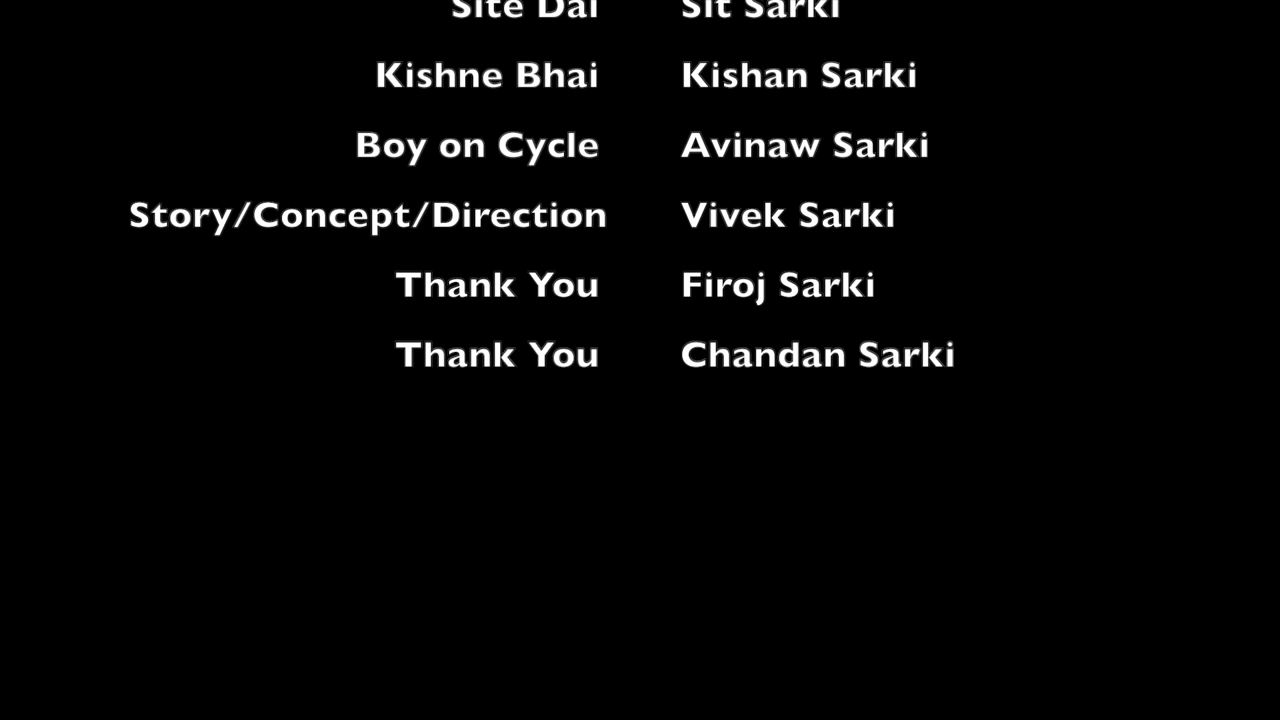 Site Dai Sit Sarki
Kishne Bhai Kishan Sarki
Boy on Cycle Avinaw Sarki
Story/Concept/Direction Vivek Sarki
Thank You Firoj Sarki
Thank You Chandan Sarki